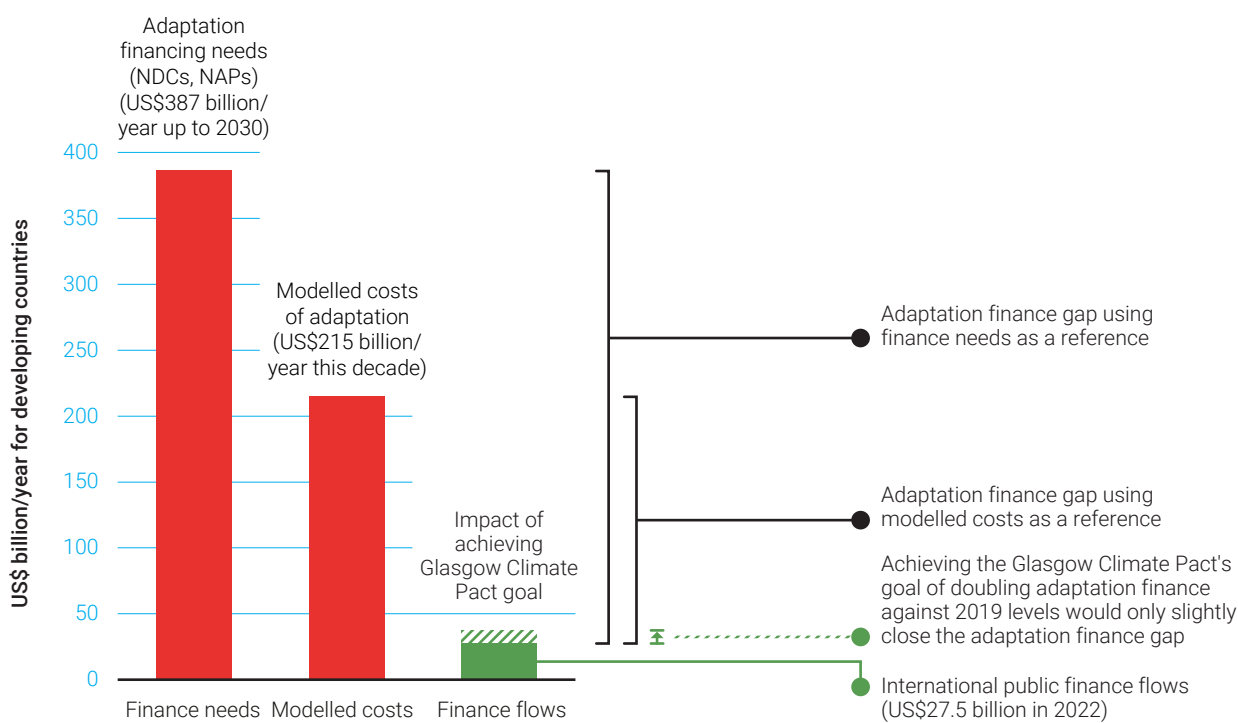 Adaptation
financing needs
(NDCs, NAPs)
(US$387 billion/
year up to 2030)
US$ billion/year for developing countries
400
350
300
250
200
150
100
50
0
Modelled costs
of adaptation
(US$215 billion/
year this decade)
Impact of
achieving
Glasgow Climate
Pact goal
Finance needs
Modelled costs
Finance flows
Adaptation finance gap using
finance needs as a reference
Adaptation finance gap using
modelled costs as a reference
Achieving the Glasgow Climate Pact's
goal of doubling adaptation finance
against 2019 levels would only slightly
close the adaptation finance gap
International public finance flows
(US$27.5 billion in 2022)